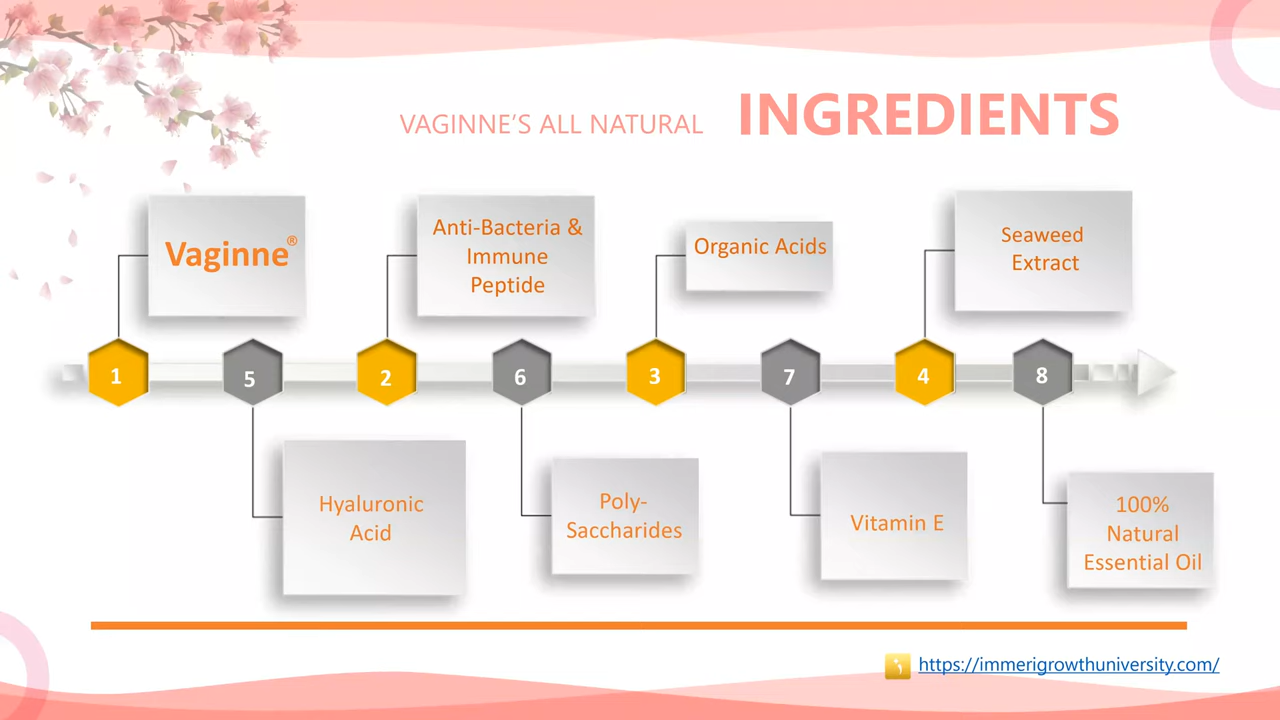 VAGINNE’S ALL NATURAL INGREDIENTS
Vaginne®
Anti-Bacteria &
Immune
Peptide
Organic Acids
Seaweed
Extract
1
5
2
6
3
7
4
8
Hyaluronic
Acid
Poly-
Saccharides
Vitamin E
100%
Natural
Essential Oil
https://immerigrowthuniversity.com/